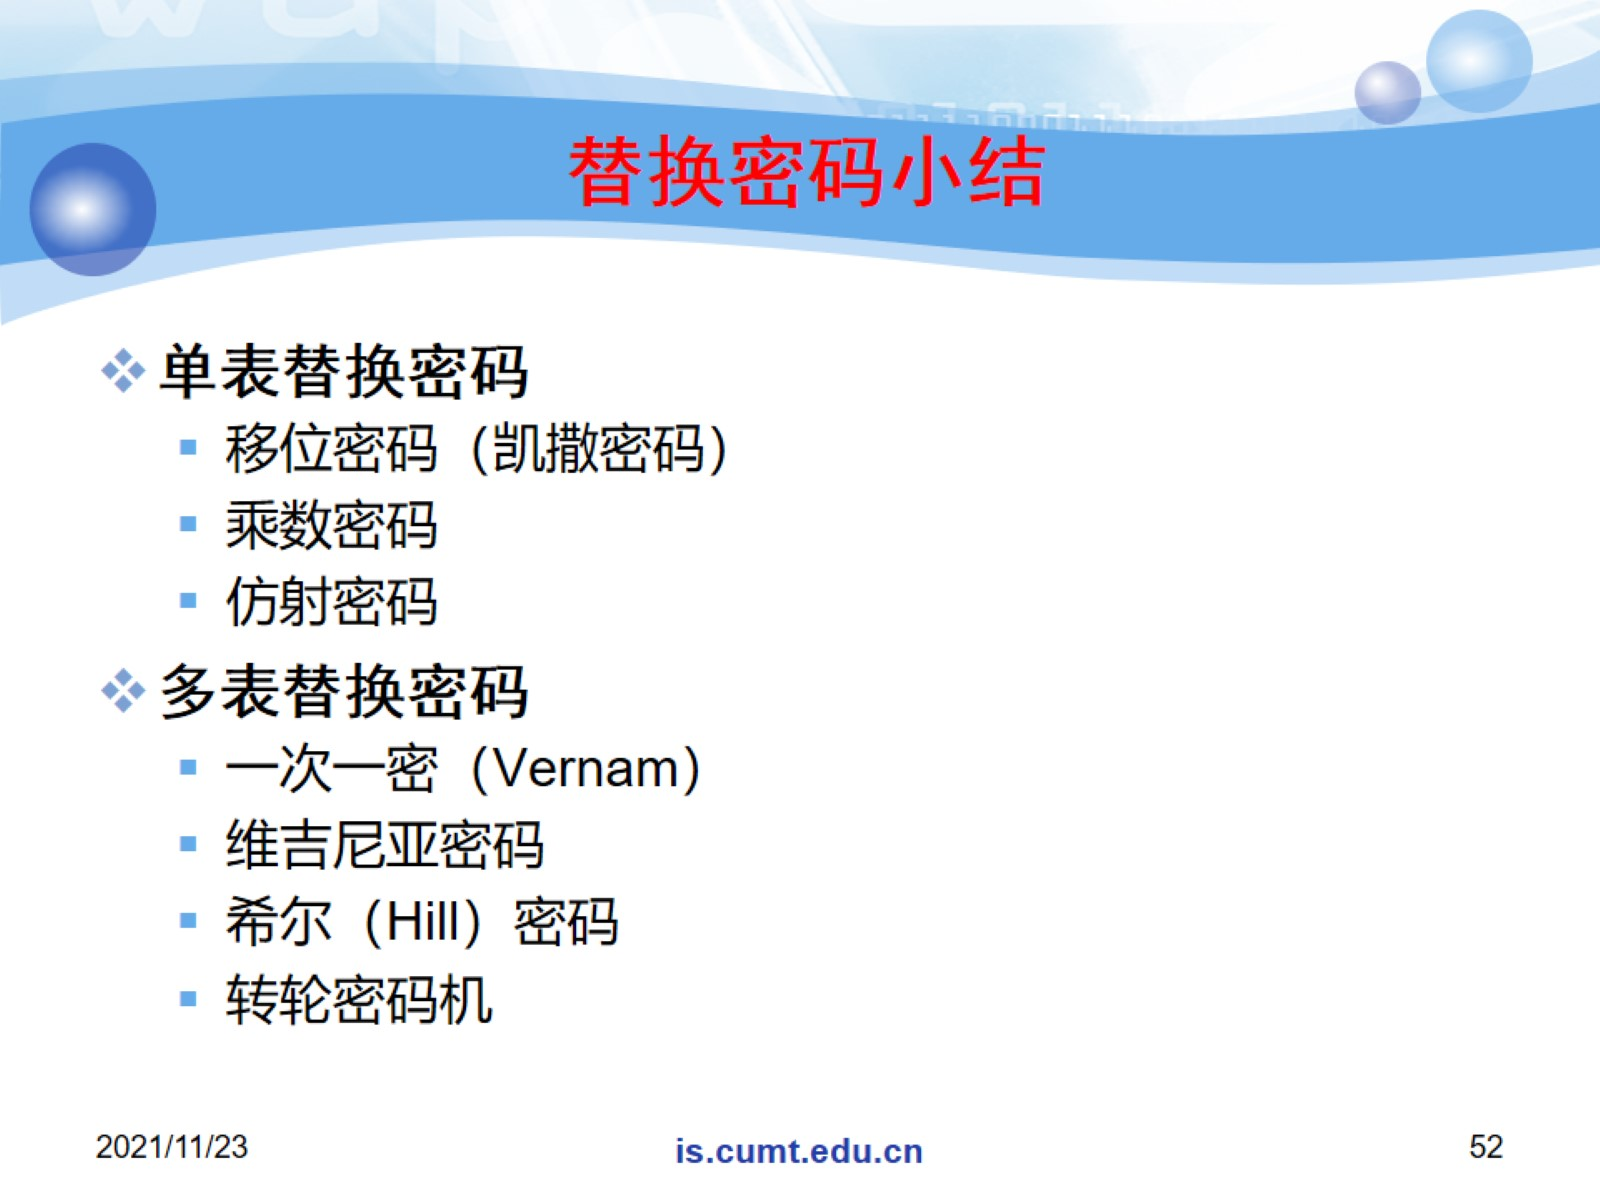 替换密码小结
单表替换密码
移位密码（凯撒密码）
乘数密码
仿射密码
多表替换密码
一次一密（Vernam）
维吉尼亚密码
希尔（Hill）密码
转轮密码机
2021/11/23
is.cumt.edu.cn
52